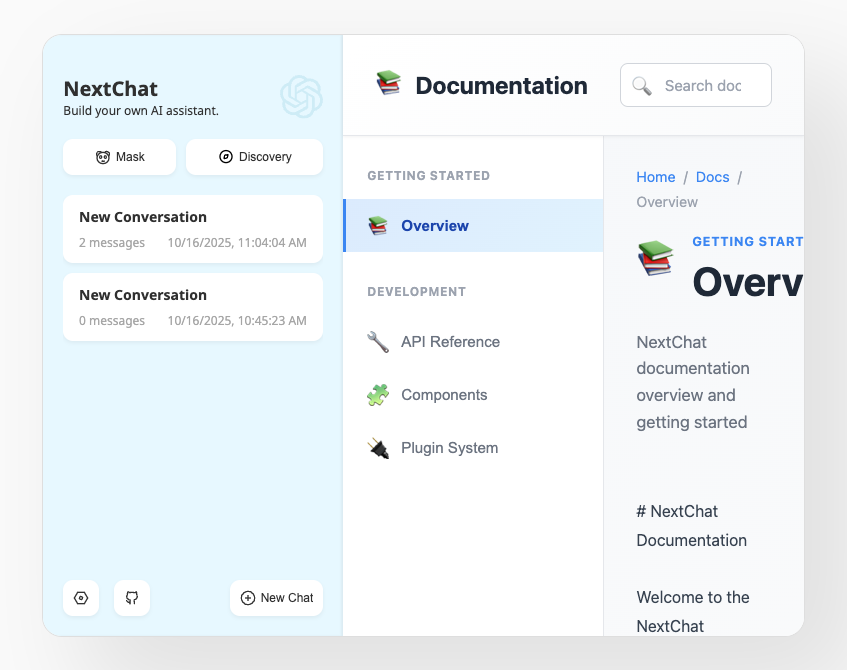 NextChat
Build your own AI assistant.
Mask
Discovery
New Conversation
2 messages 10/16/2025, 11:04:04 AM
New Conversation
0 messages 10/16/2025, 10:45:23 AM
New Chat
Documentation
Search doc
GETTING STARTED
Overview
DEVELOPMENT
API Reference
Components
Plugin System
Home / Docs /
Overview
GETTING START
Overv
NextChat
documentation
overview and
getting started
# NextChat
Documentation
Welcome to the
NextChat